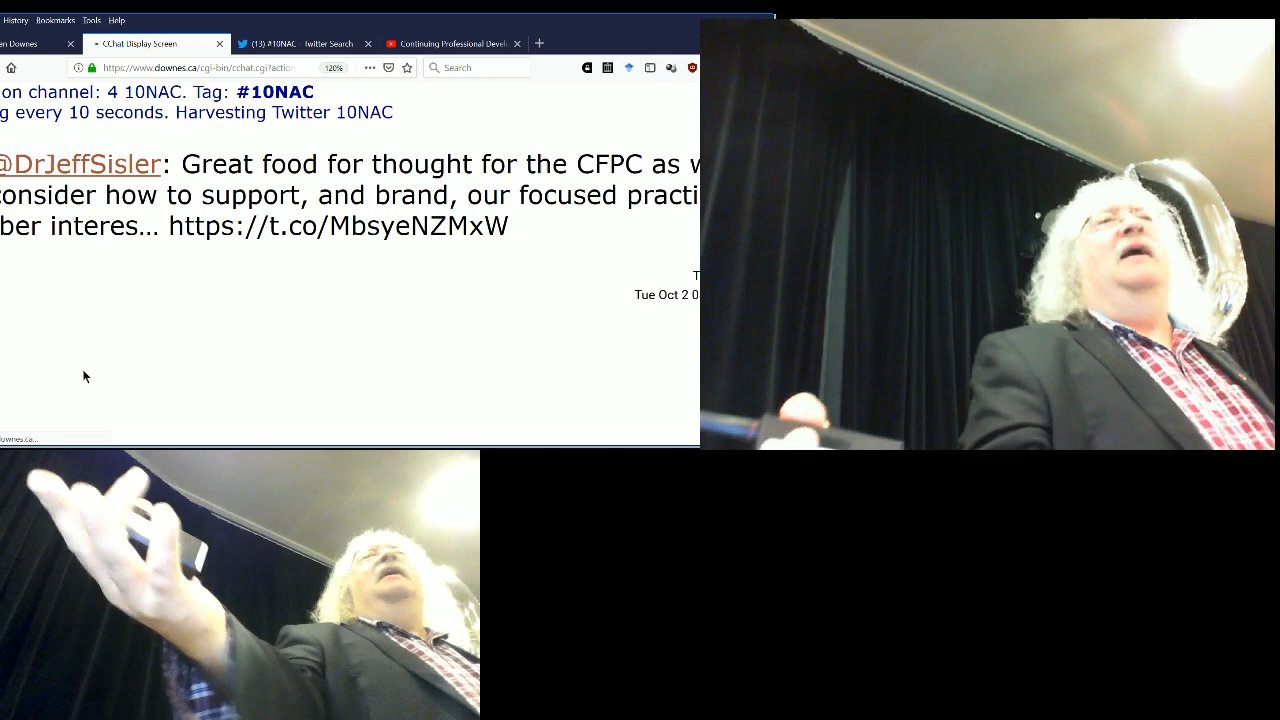 History Bookmarks Tools Help
en Downes CChat Display Screen (13) #10NAC - Twitter Search Continuing Professional Devel
https://www.downes.ca/cgi-bin/cchat.cgi?actio 120% Search
on channel: 4 10NAC. Tag: #10NAC
g every 10 seconds. Harvesting Twitter 10NAC
@DrJeffSisler: Great food for thought for the CFPC as w
consider how to support, and brand, our focused practi
ber interes… https://t.co/MbsyeNZMxW
T
Tue Oct 2 0
ownes.ca...